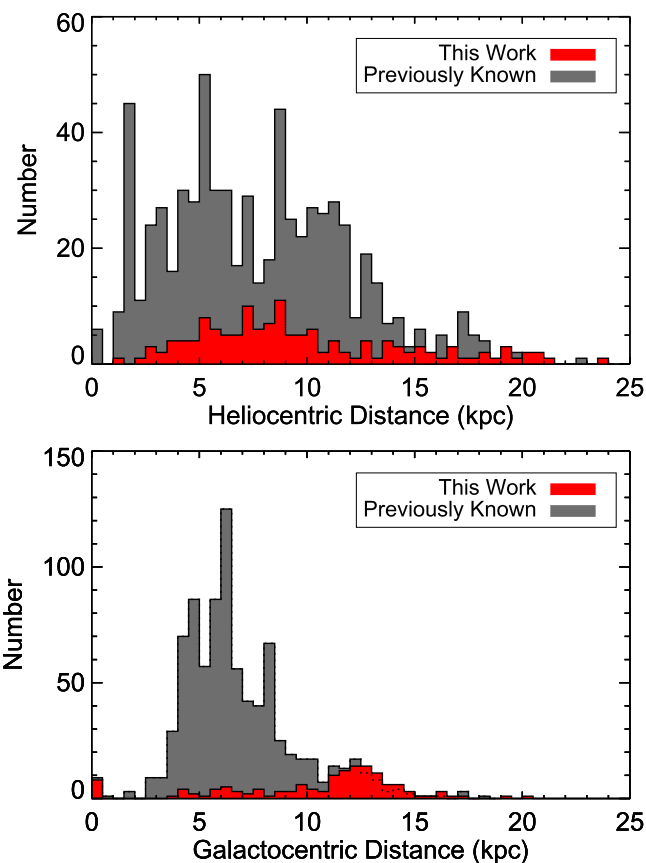 60
This Work
Previously Known
40
Number
20
0
0 5 10 15 20 25
Heliocentric Distance (kpc)
150
This Work
Previously Known
100
Number
50
0
0 5 10 15 20 25
Galactocentric Distance (kpc)